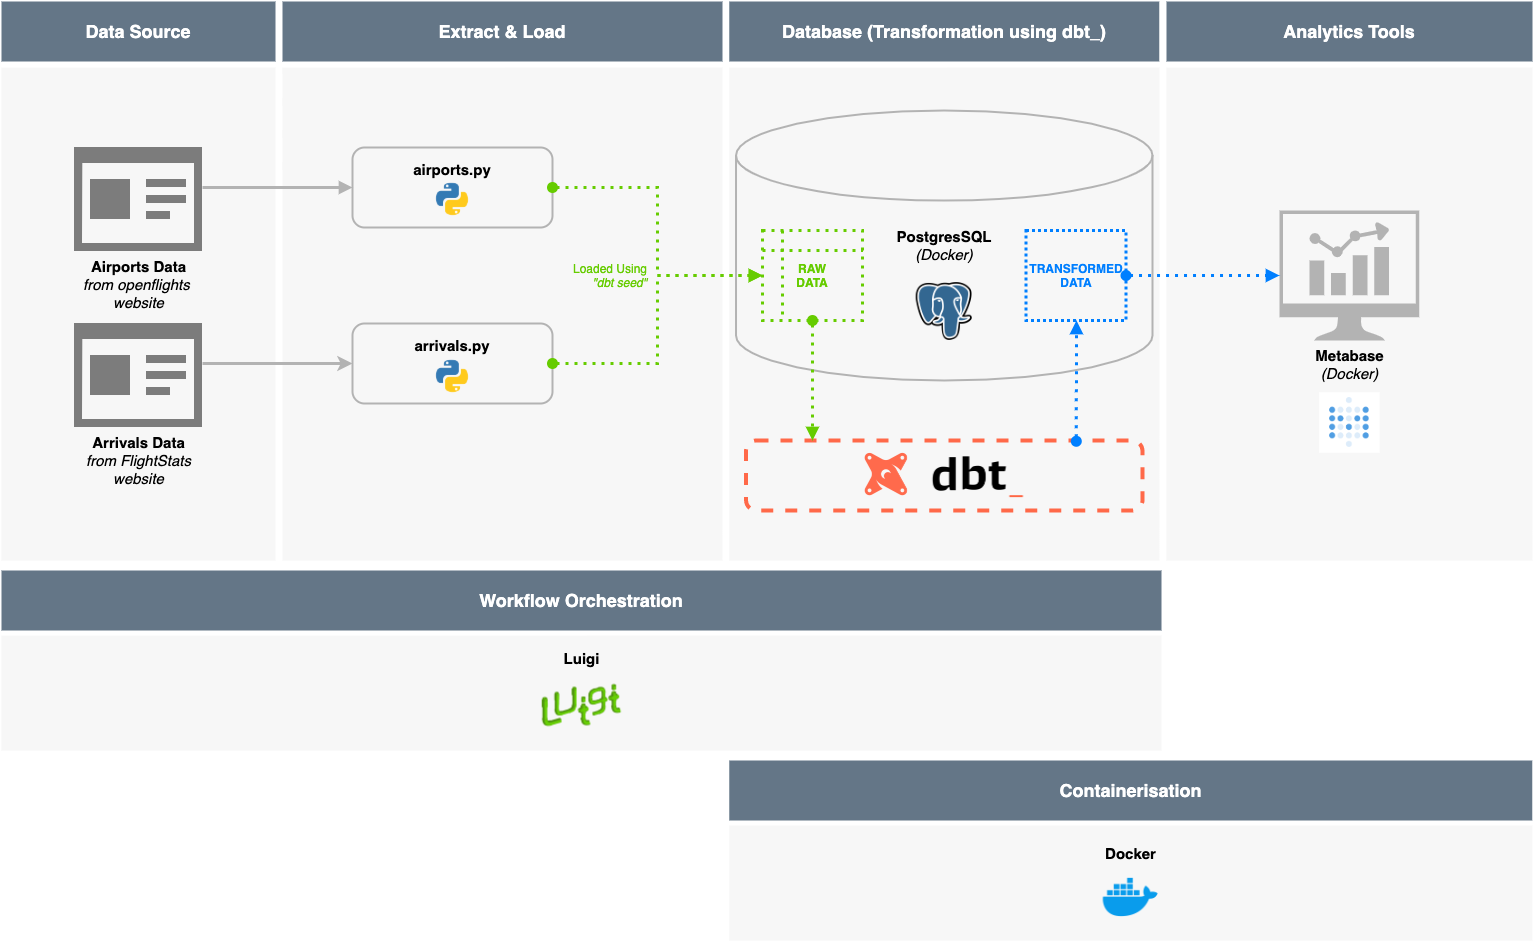 Data Source
Extract & Load
Database (Transformation using dbt_)
Analytics Tools
Airports Data
from openflights
website
Arrivals Data
from FlightStats
website
airports.py
arrivals.py
Loaded Using
"dbt seed"
RAW
DATA
PostgresSQL
(Docker)
TRANSFORMED
DATA
dbt_
Metabase
(Docker)
Workflow Orchestration
Luigi
Luigi
Containerisation
Docker